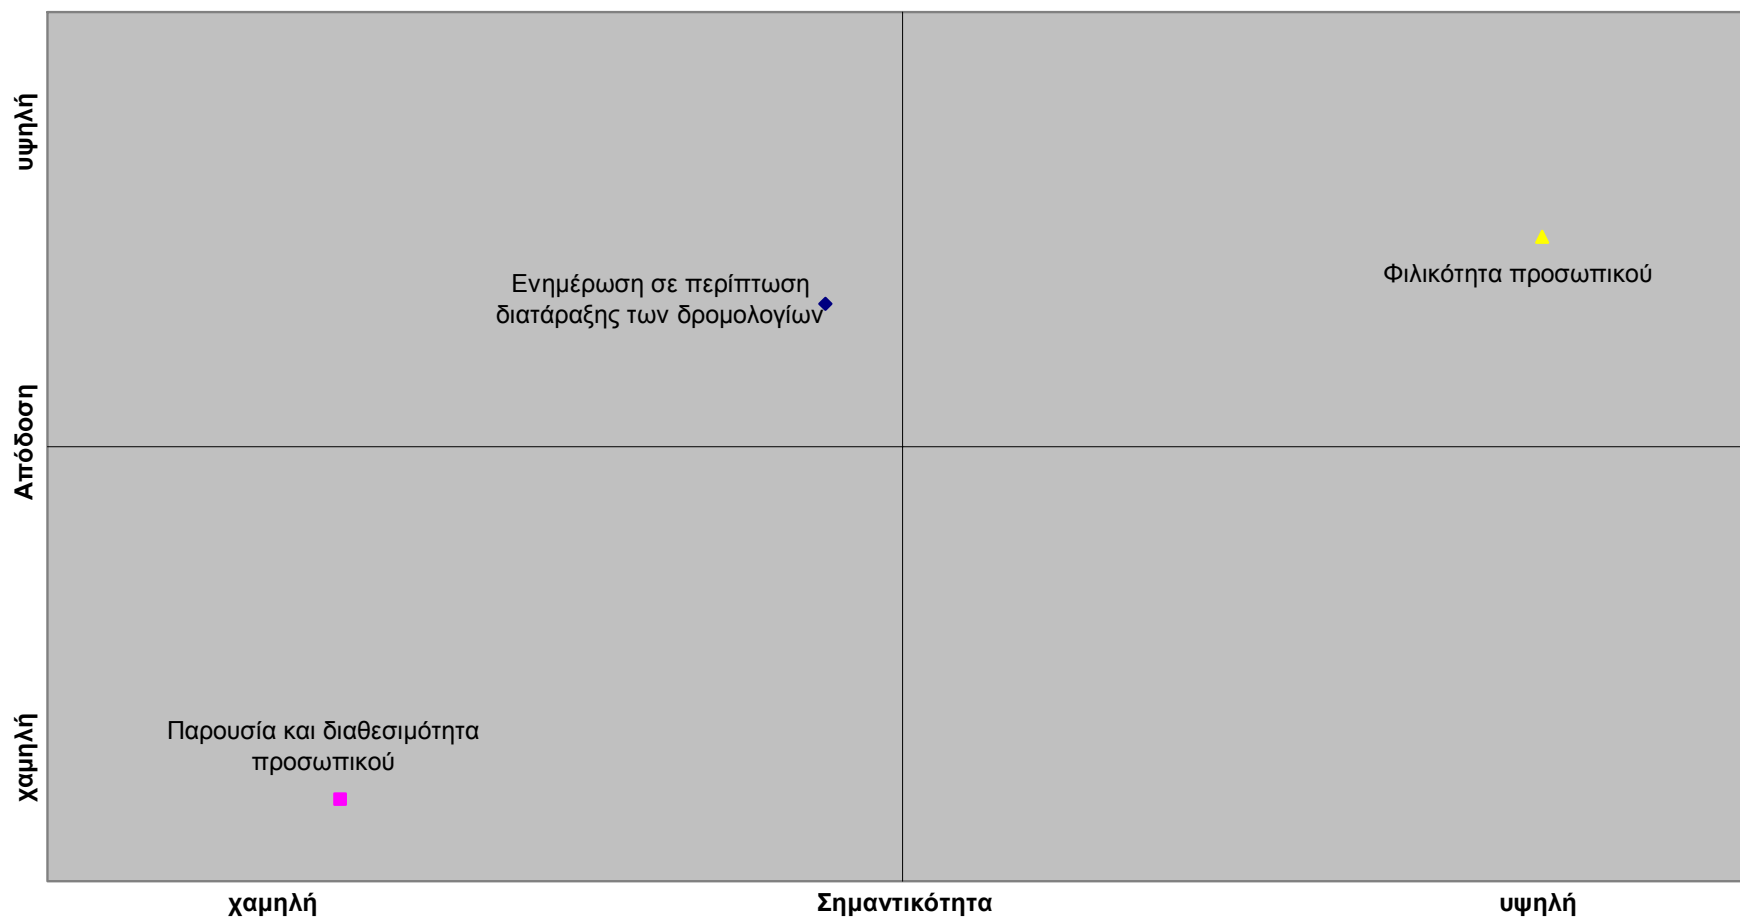 υψηλή
Φιλικότητα προσωπικού
Ενημέρωση σε περίπτωση
διατάραξης των δρομολογίων
Απόδοση
Παρουσία και διαθεσιμότητα
προσωπικού
χαμηλή
χαμηλή
Σημαντικότητα
υψηλή